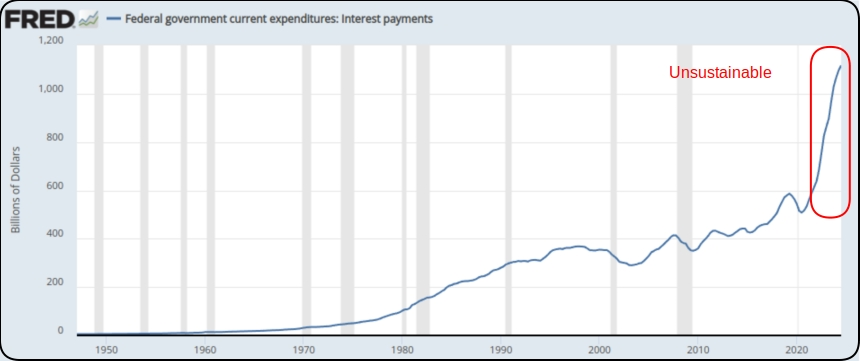 FRED Federal government current expenditures: Interest payments
1,200
1,000
800
600
400
200
0
Billions of Dollars
Unsustainable
1950 1960 1970 1980 1990 2000 2010 2020